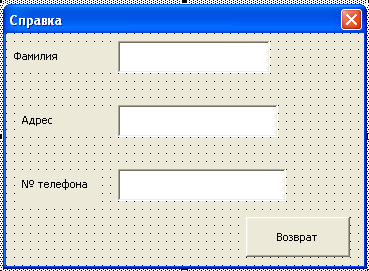 Справка
Фамилия
Адрес
№ телефона
Возврат